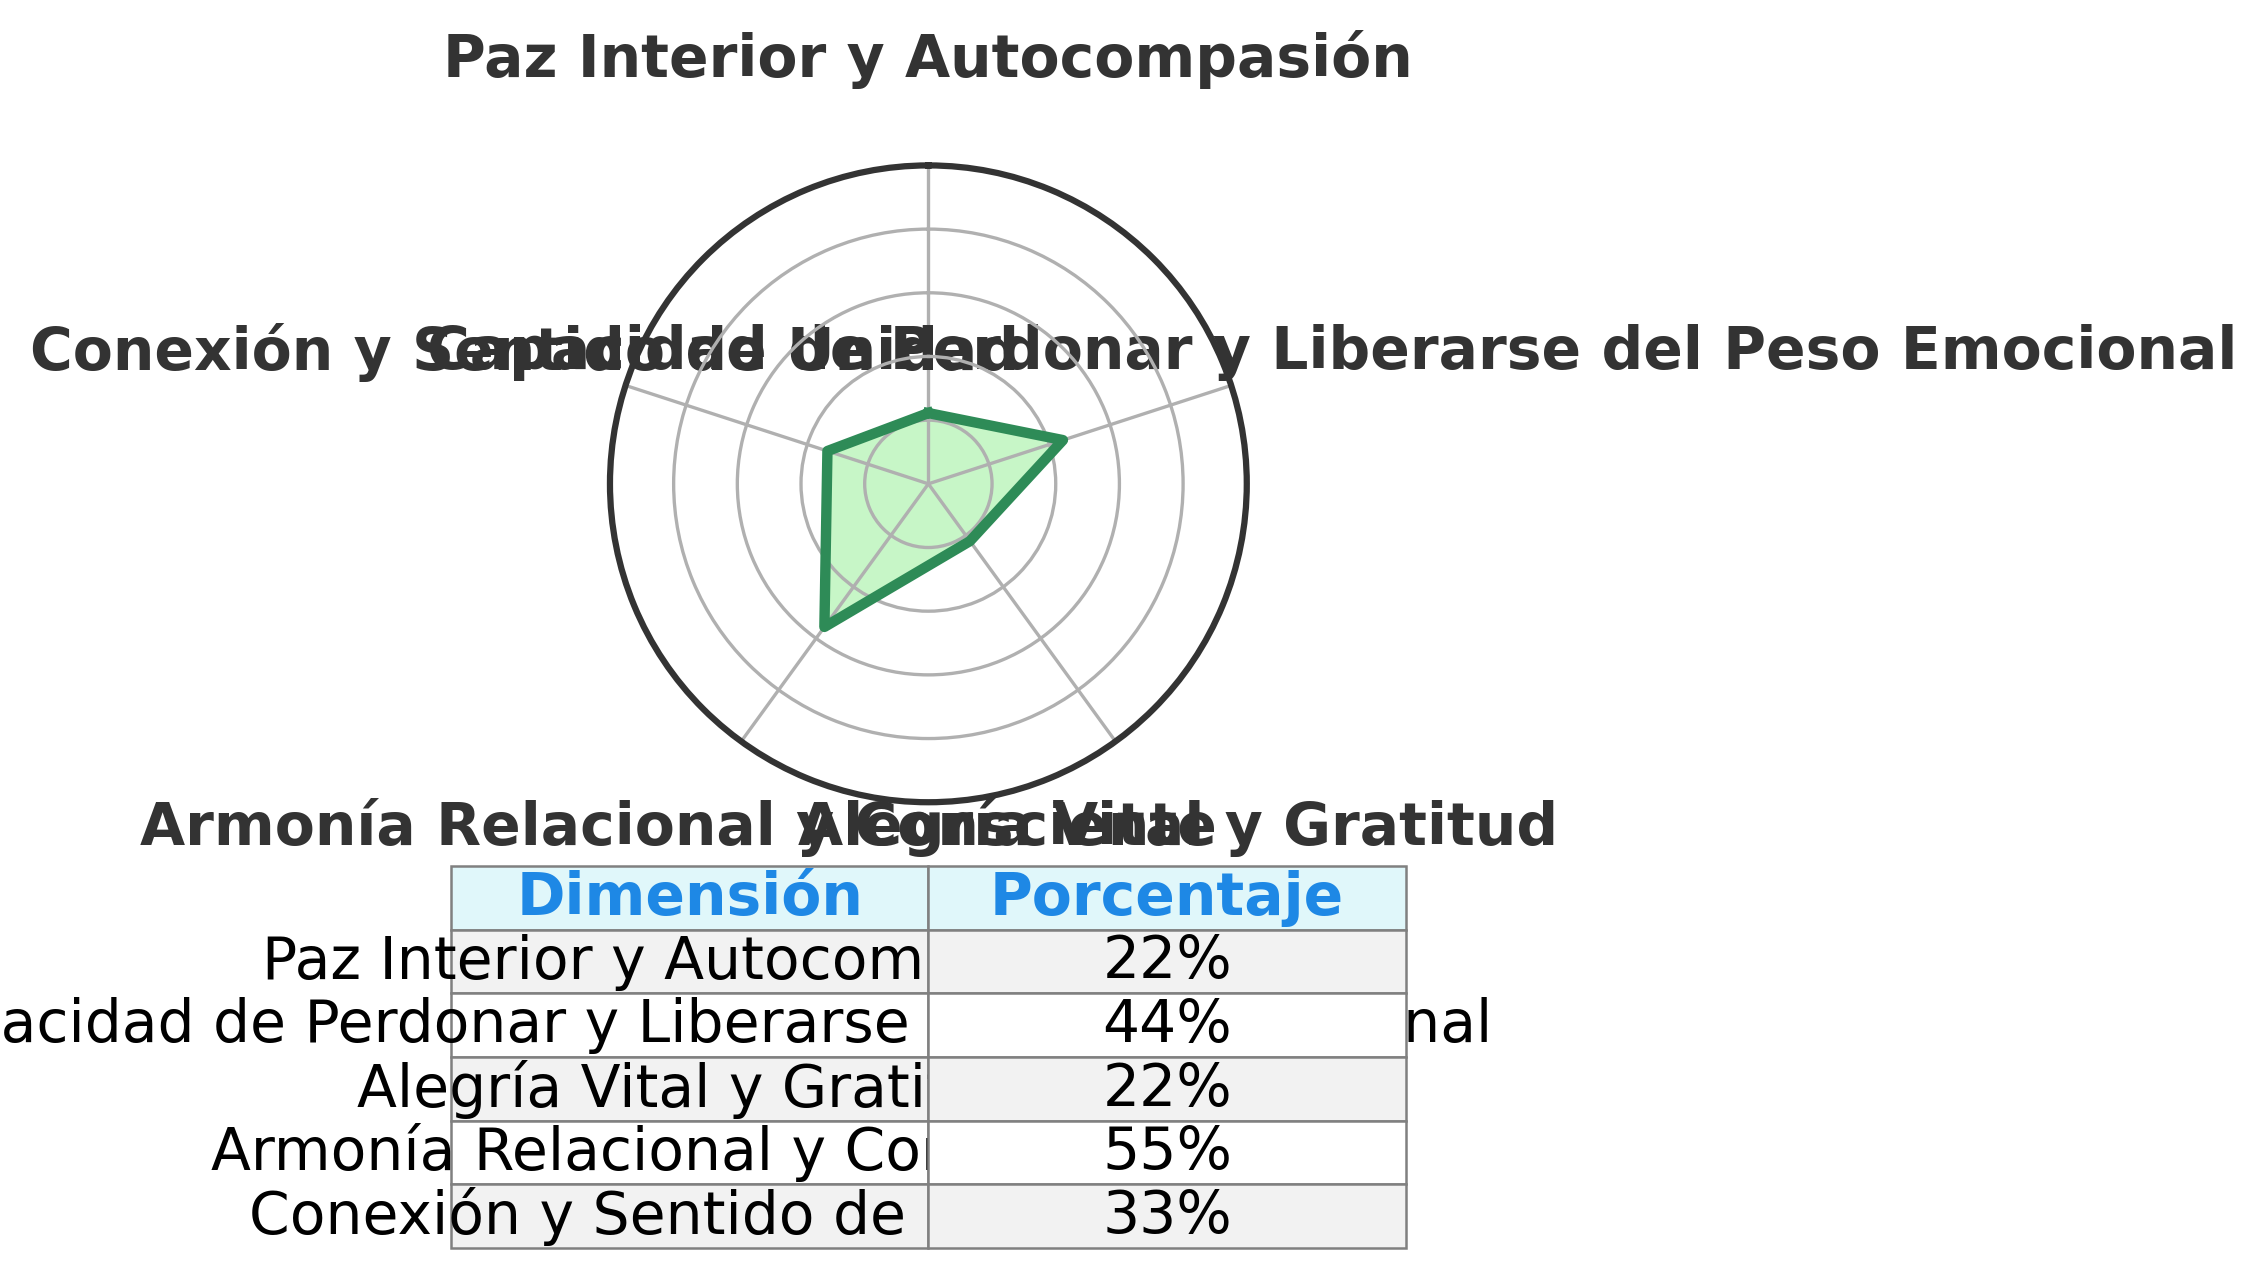 Paz Interior y Autocompasión
Conexión y Sentido de Unidad
Capacidad de Perdonar y Liberarse del Peso Emocional
Armonía Relacional y Consciente
Alegría Vital y Gratitud
Dimensión Porcentaje
Paz Interior y Autocom 22%
acidad de Perdonar y Liberarse 44% nal
Alegría Vital y Grati 22%
Armonía Relacional y Co 55%
Conexión y Sentido de 33%